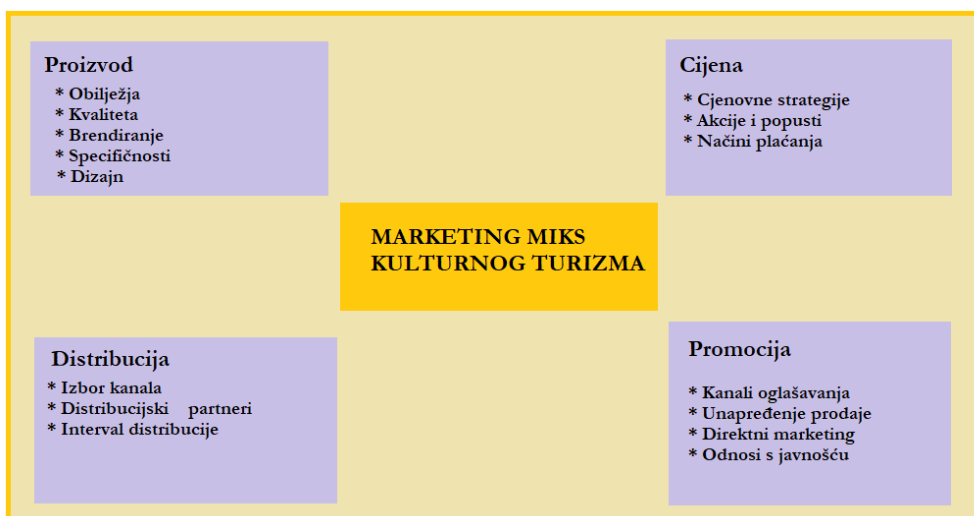 Proizvod
* Obilježja
* Kvaliteta
* Brendiranje
* Specifičnosti
* Dizajn
Cijena
* Cjenovne strategije
* Akcije i popusti
* Načini plaćanja
MARKETING MIKS
KULTURNOG TURIZMA
Distribucija
* Izbor kanala
* Distribucijski partneri
* Interval distribucije
Promocija
* Kanali oglašavanja
* Unapređenje prodaje
* Direktni marketing
* Odnosi s javnošću